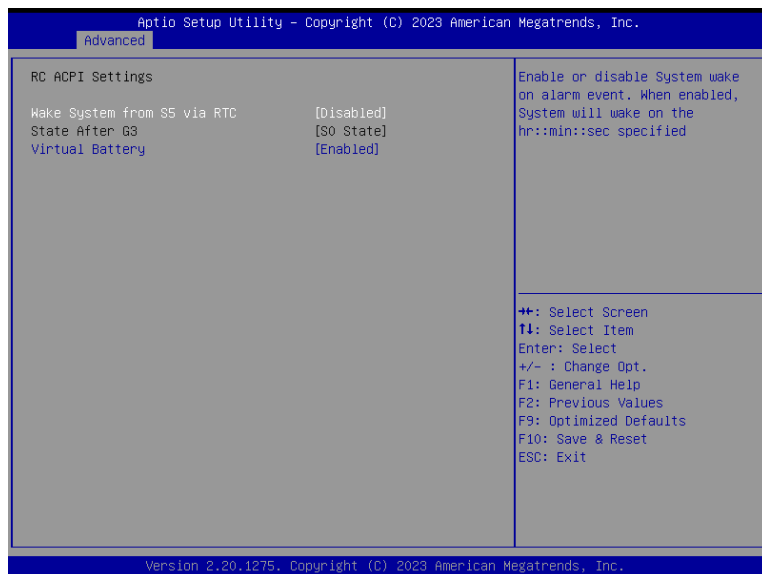 Aptio Setup Utility – Copyright (C) 2023 American Megatrends, Inc.
Advanced
RC ACPI Settings
Wake System from S5 via RTC [Disabled]
State After G3 [S0 State]
Virtual Battery [Enabled]
Enable or disable System wake
on alarm event. When enabled,
System will wake on the
hr::min::sec specified
→←: Select Screen
↑↓: Select Item
Enter: Select
+/- : Change Opt.
F1: General Help
F2: Previous Values
F9: Optimized Defaults
F10: Save & Reset
ESC: Exit
Version 2.20.1275. Copyright (C) 2023 American Megatrends, Inc.